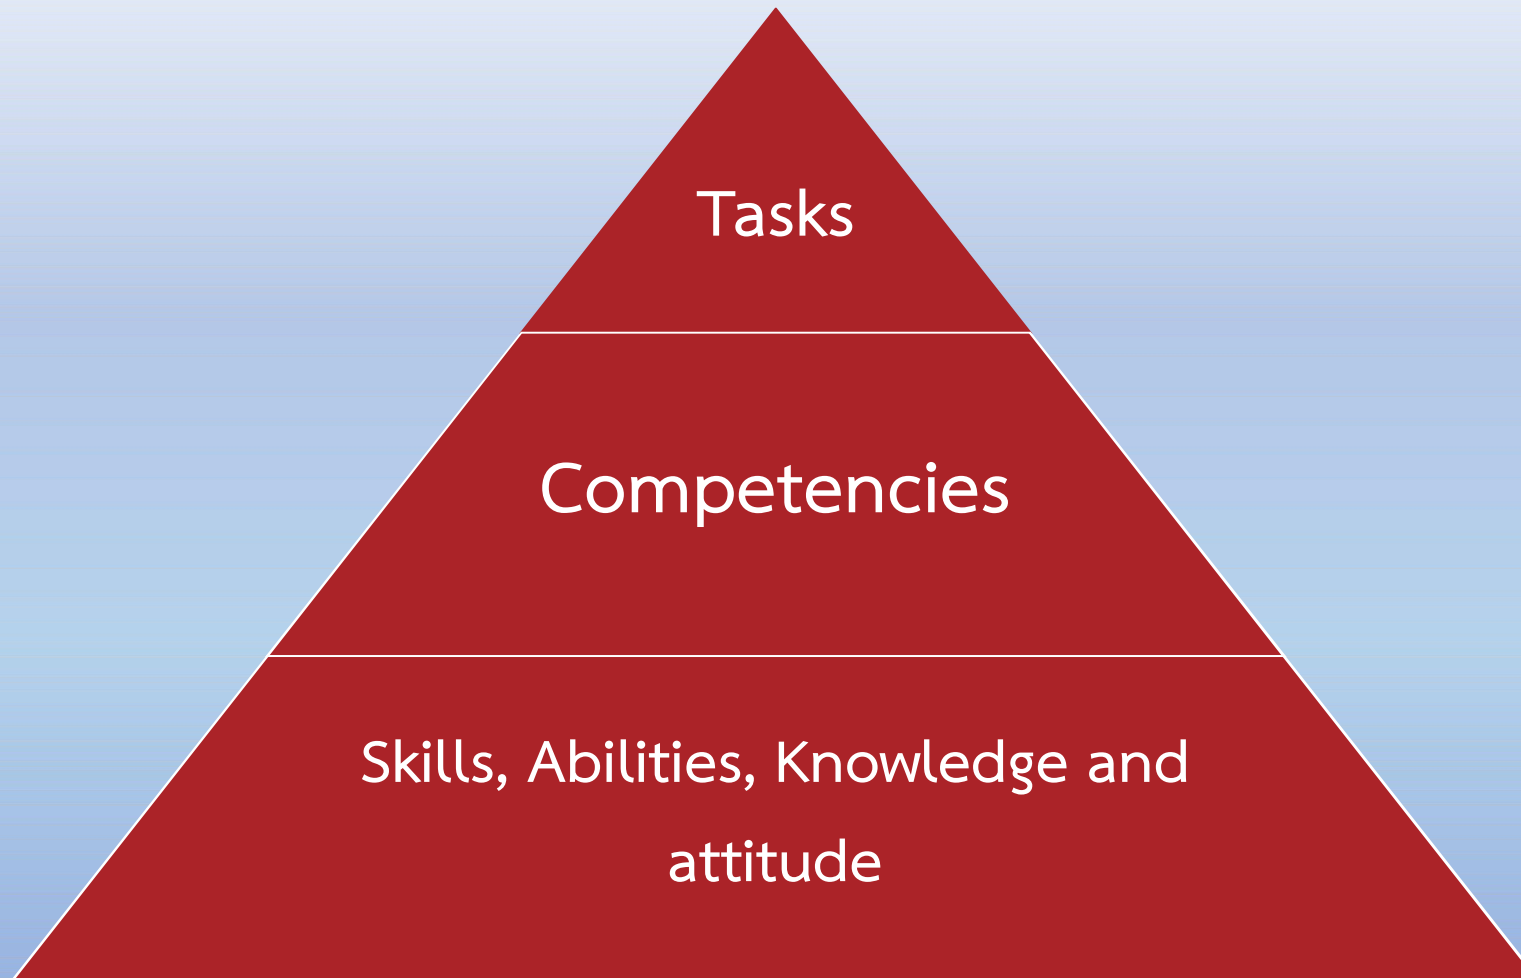 Tasks
Competencies
Skills, Abilities, Knowledge and
attitude